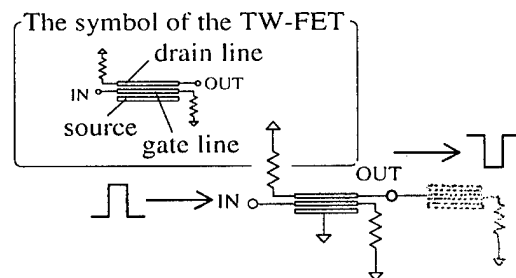 The symbol of the TW-FET
drain line
IN
OUT
source
gate line
OUT
IN